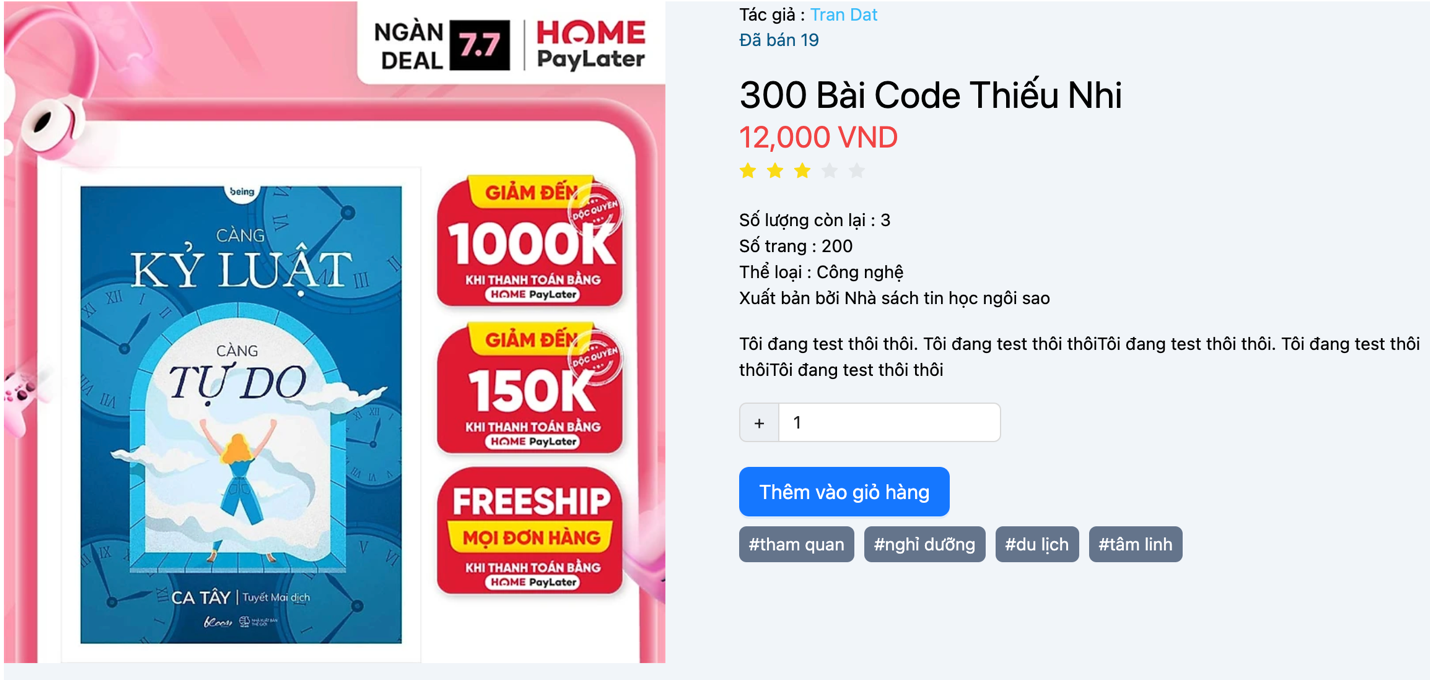 NGÀN
DEAL
7.7
HOME
PayLater
being
CÀNG
KỶ LUẬT
CÀNG
TỰ DO
CA TÂY | Tuyết Mai dịch
bloom
GIẢM ĐẾN
ĐỘC QUYỀN
1000K
KHI THANH TOÁN BẰNG
HOME PayLater
GIẢM ĐẾN
ĐỘC QUYỀN
150K
KHI THANH TOÁN BẰNG
HOME PayLater
FREESHIP
MỌI ĐƠN HÀNG
KHI THANH TOÁN BẰNG
HOME PayLater
Tác giả : Tran Dat
Đã bán 19
300 Bài Code Thiếu Nhi
12,000 VND
Số lượng còn lại : 3
Số trang : 200
Thể loại : Công nghệ
Xuất bản bởi Nhà sách tin học ngôi sao
Tôi đang test thôi thôi. Tôi đang test thôi thôiTôi đang test thôi thôi. Tôi đang test thôi
thôiTôi đang test thôi thôi
+ 1
Thêm vào giỏ hàng
#tham quan #nghỉ dưỡng #du lịch #tâm linh